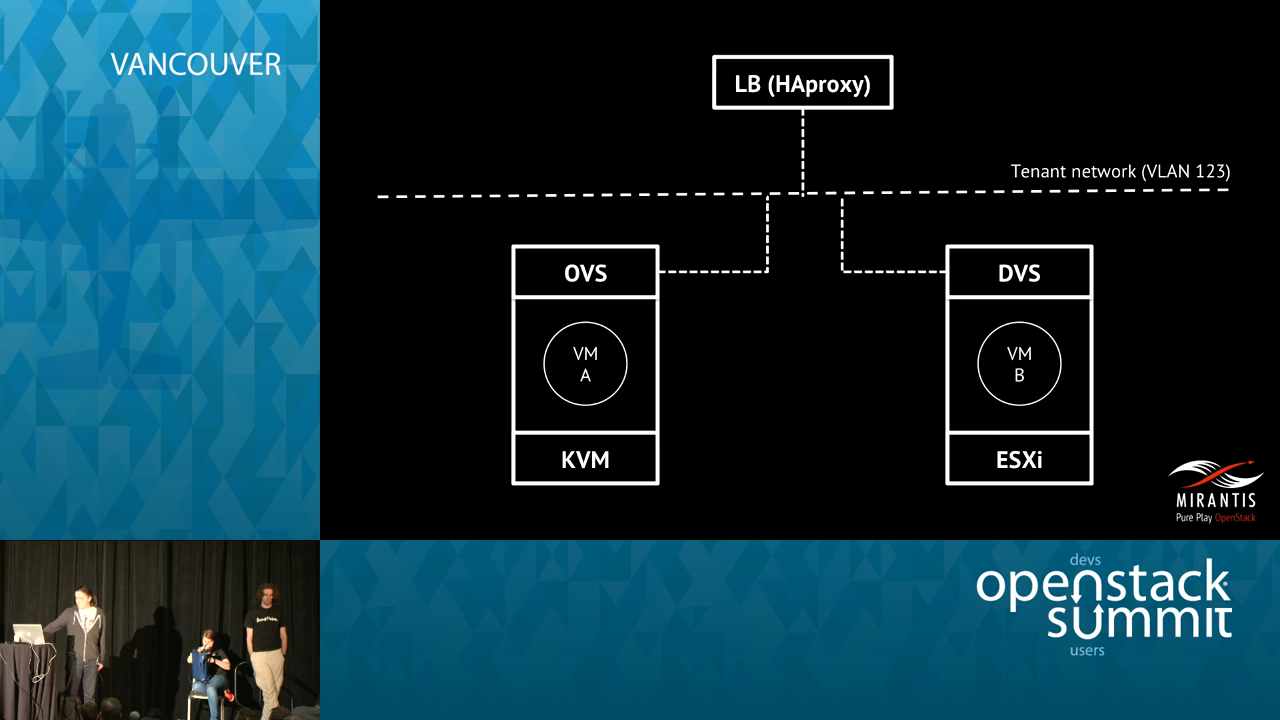 VANCOUVER
LB (HAproxy)
Tenant network (VLAN 123)
OVS
DVS
VM
A
VM
B
KVM
ESXi
MIRANTIS
Pure Play OpenStack
devs
openstack
summit
users